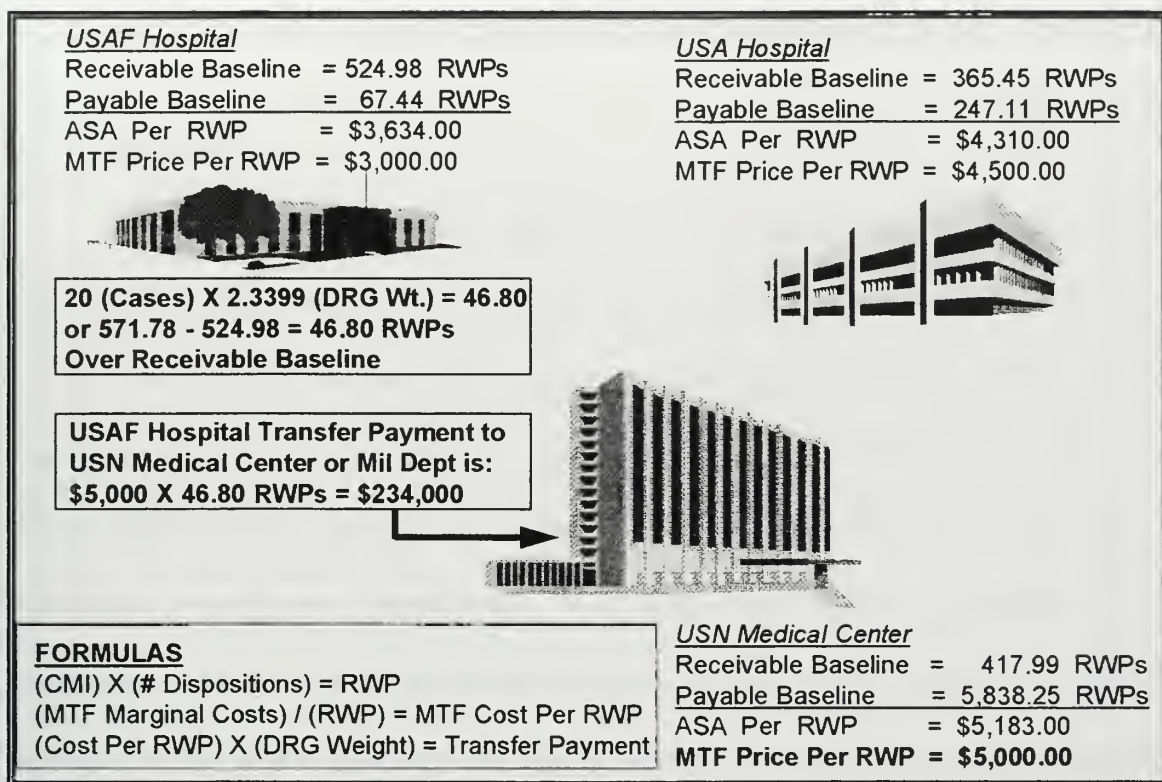 USAF Hospital
Receivable Baseline = 524.98 RWPs
Payable Baseline = 67.44 RWPs
ASA Per RWP = $3,634.00
MTF Price Per RWP = $3,000.00
USA Hospital
Receivable Baseline = 365.45 RWPs
Payable Baseline = 247.11 RWPs
ASA Per RWP = $4,310.00
MTF Price Per RWP = $4,500.00
20 (Cases) X 2.3399 (DRG Wt.) = 46.80
or 571.78 - 524.98 = 46.80 RWPs
Over Receivable Baseline
USAF Hospital Transfer Payment to
USN Medical Center or Mil Dept is:
$5,000 X 46.80 RWPs = $234,000
FORMULAS
(CMI) X (# Dispositions) = RWP
(MTF Marginal Costs) / (RWP) = MTF Cost Per RWP
(Cost Per RWP) X (DRG Weight) = Transfer Payment
USN Medical Center
Receivable Baseline = 417.99 RWPs
Payable Baseline = 5,838.25 RWPs
ASA Per RWP = $5,183.00
MTF Price Per RWP = $5,000.00